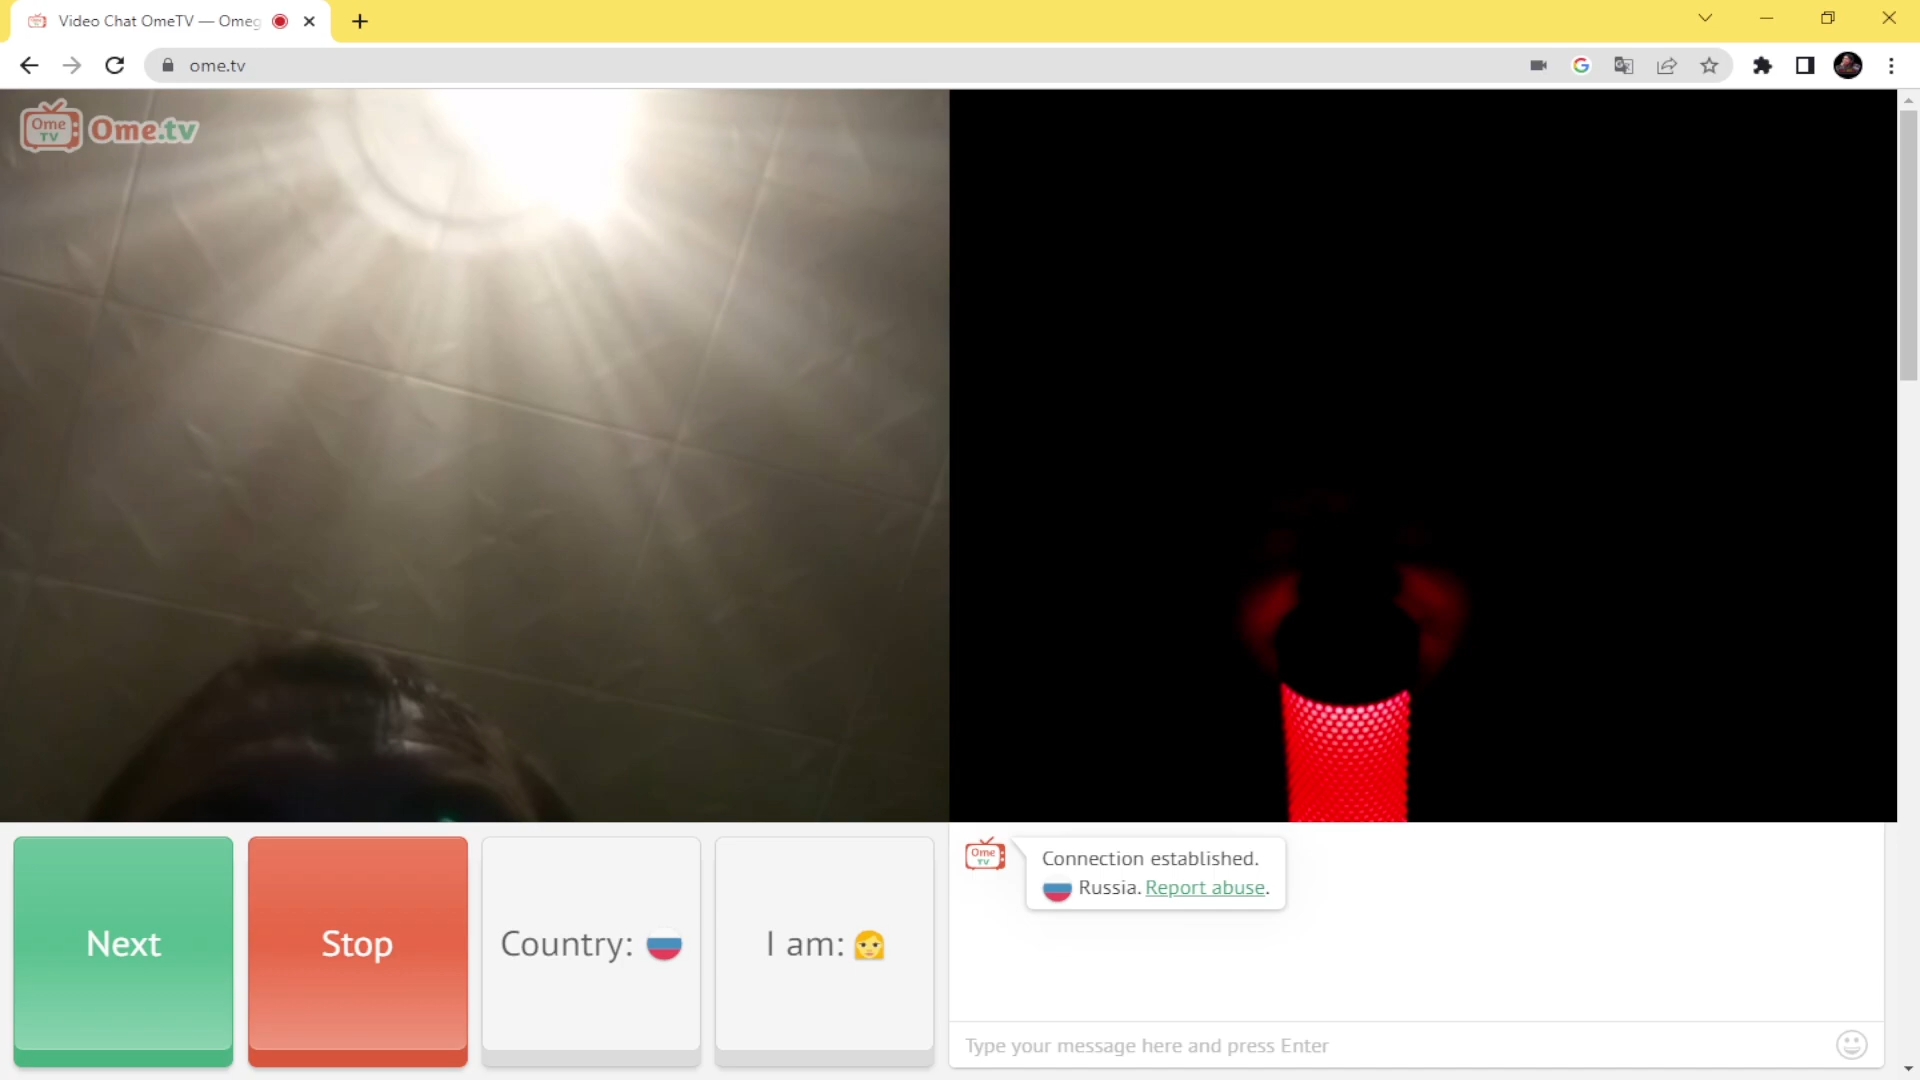 Video Chat OmeTV — Omeg
ome.tv
Ome
TV
Ome.tv
Next
Stop
Country:
I am:
Ome
TV
Connection established.
Russia. Report abuse.
Type your message here and press Enter